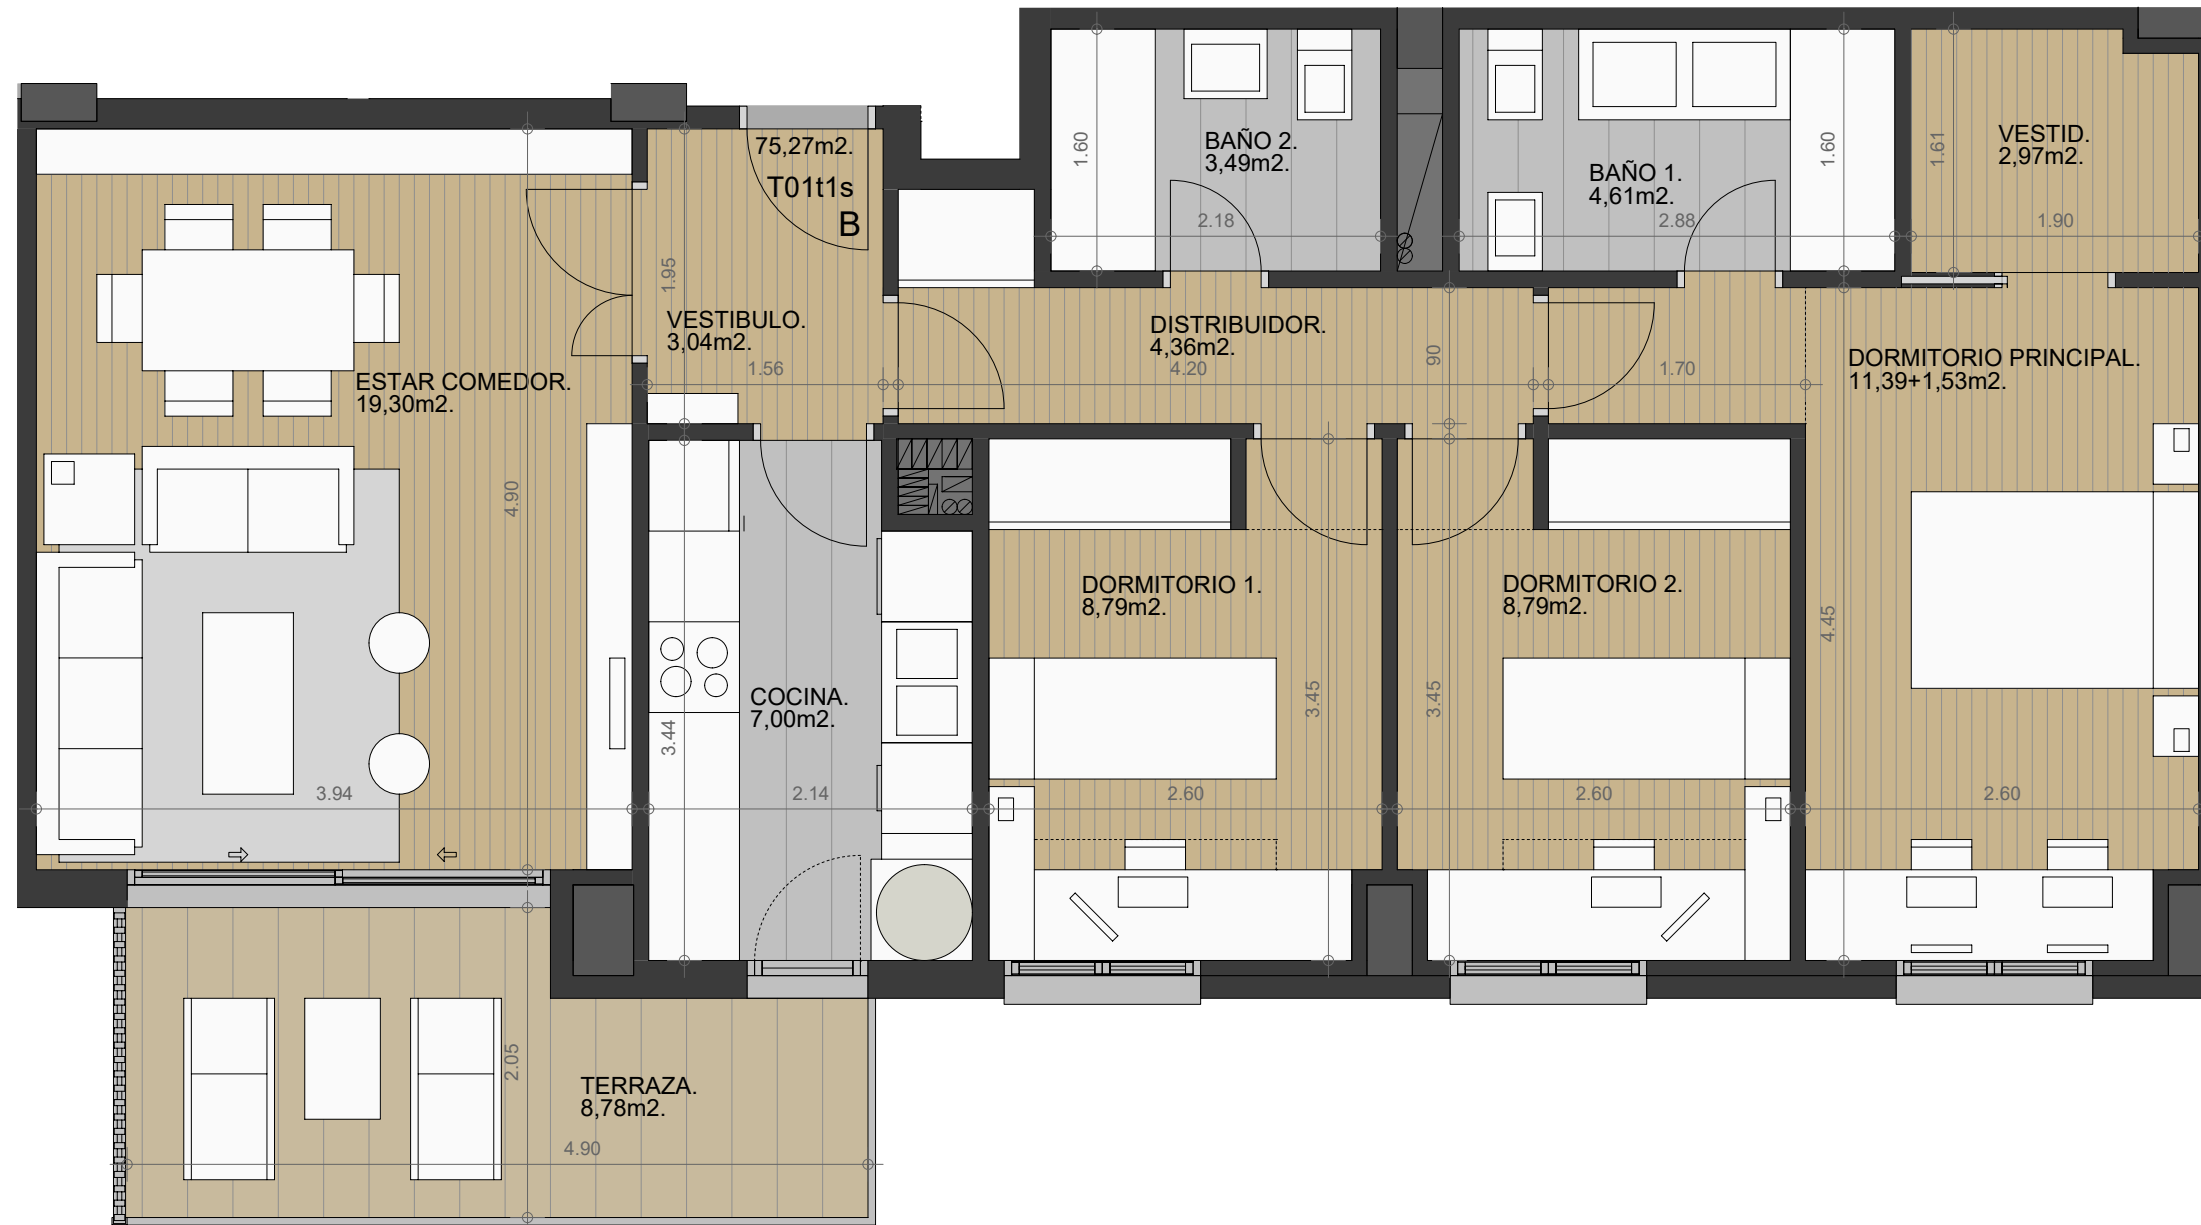 75,27m2.
T01t1s
B
BAÑO 2.
3,49m2.
1.60
2.18
BAÑO 1.
4,61m2.
1.60
2.88
VESTID.
2,97m2.
1.61
1.90
1.95
VESTIBULO.
3,04m2.
1.56
DISTRIBUIDOR.
4,36m2.
4.20
90
1.70
DORMITORIO PRINCIPAL.
11,39+1,53m2.
ESTAR COMEDOR.
19,30m2.
4.90
3.94
COCINA.
7,00m2.
3.44
2.14
DORMITORIO 1.
8,79m2.
3.45
2.60
DORMITORIO 2.
8,79m2.
3.45
2.60
4.45
2.60
TERRAZA.
8,78m2.
2.05
4.90